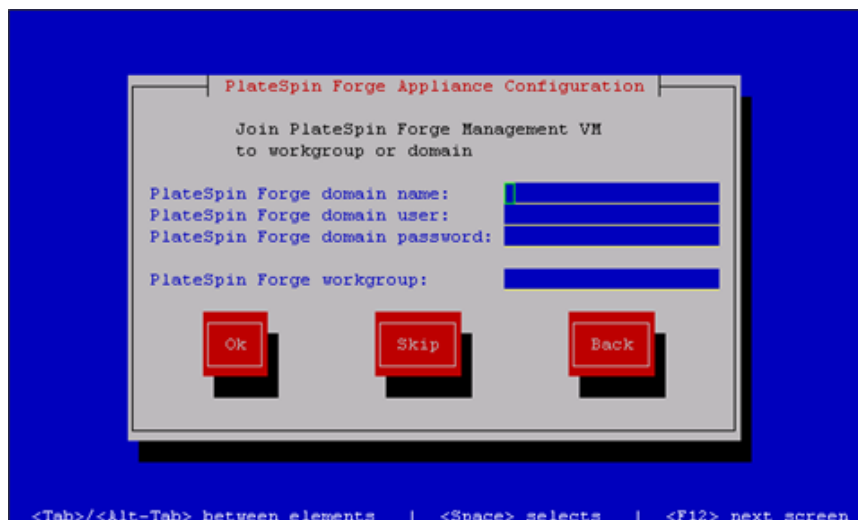 PlateSpin Forge Appliance Configuration
Join PlateSpin Forge Management VM
to workgroup or domain
PlateSpin Forge domain name:
PlateSpin Forge domain user:
PlateSpin Forge domain password:
PlateSpin Forge workgroup:
Ok Skip Back
<Tab>/<Alt-Tab> between elements | <Space> selects | <F12> next screen